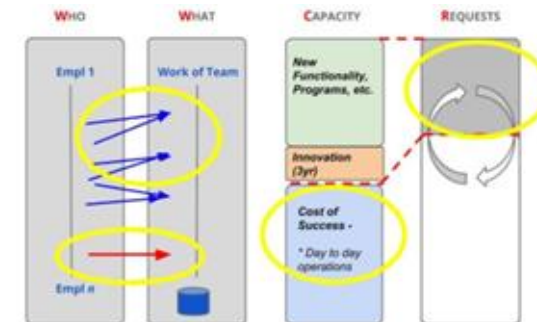 WHO
WHAT
CAPACITY
REQUESTS
Empl 1
Work of Team
Empl n
New
Functionality,
Programs, etc.
Innovation
(3yr)
Cost of
Success -
* Day to day
operations